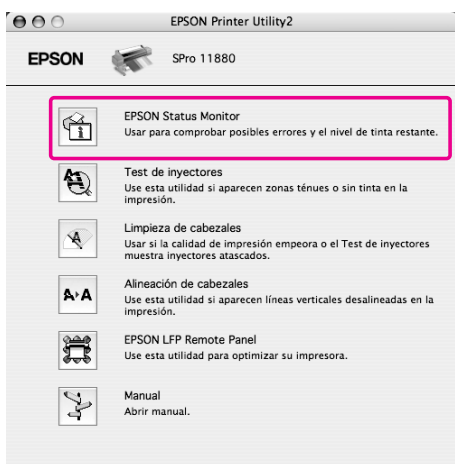 EPSON Printer Utility2
EPSON
SPro 11880
EPSON Status Monitor
Usar para comprobar posibles errores y el nivel de tinta restante.
Test de inyectores
Use esta utilidad si aparecen zonas ténues o sin tinta en la
impresión.
Limpieza de cabezales
Usar si la calidad de impresión empeora o el Test de inyectores
muestra inyectores atascados.
Alineación de cabezales
Use esta utilidad si aparecen líneas verticales desalineadas en la
impresión.
EPSON LFP Remote Panel
Use esta utilidad para optimizar su impresora.
Manual
Abrir manual.